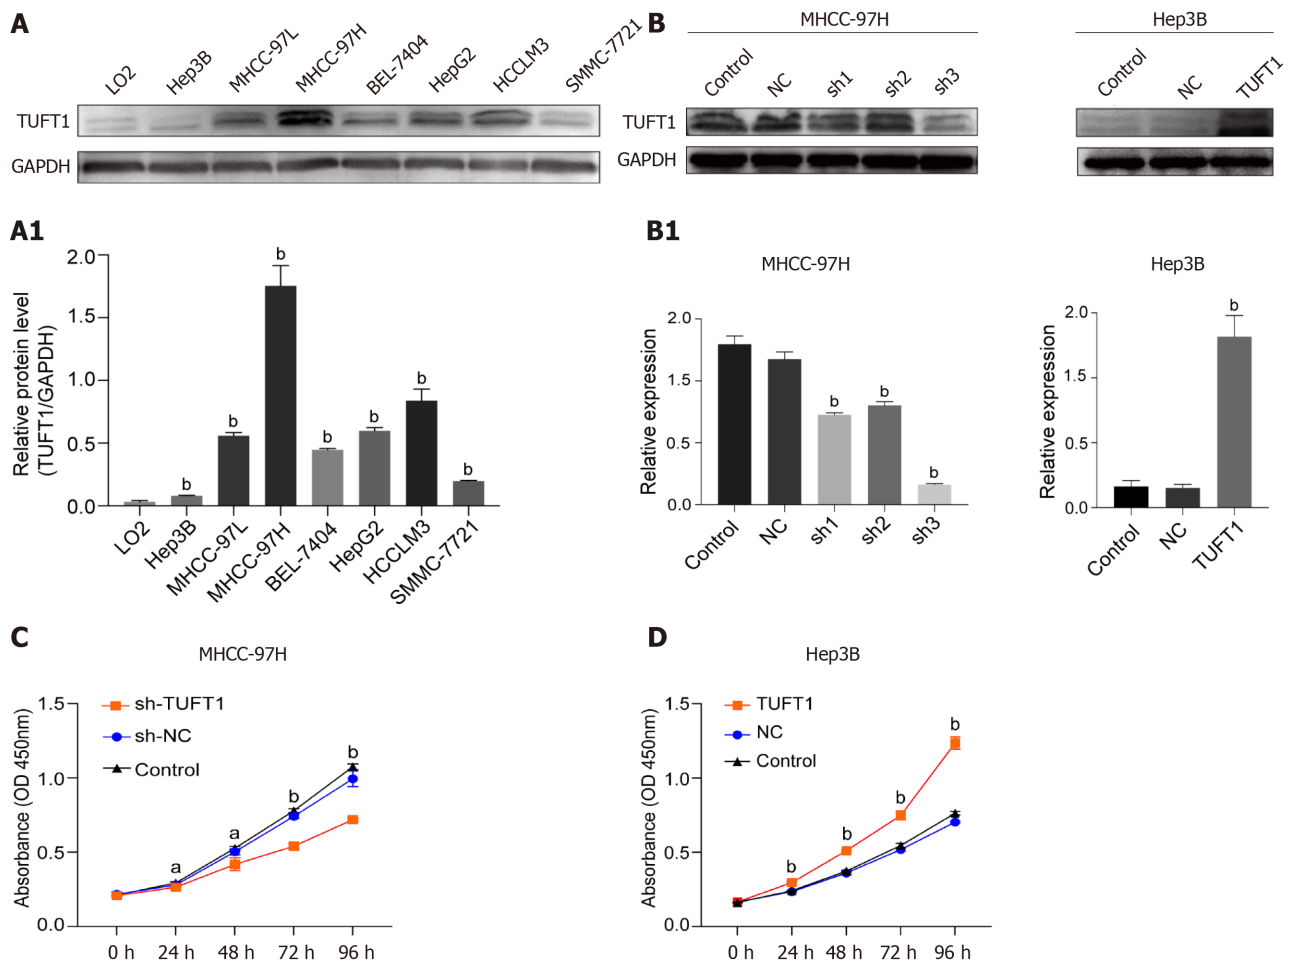 A
LO2
Hep3B
MHCC-97L
MHCC-97H
BEL-7404
HepG2
HCCLM3
SMMC-7721
TUFT1
GAPDH
B
MHCC-97H
Hep3B
Control
NC
sh1
sh2
sh3
Control
NC
TUFT1
TUFT1
GAPDH
A1
Relative protein level
(TUFT1/GAPDH)
2.0
1.5
1.0
0.5
0.0
b
b
b
b
b
b
b
LO2
Hep3B
MHCC-97L
MHCC-97H
BEL-7404
HepG2
HCCLM3
SMMC-7721
B1
MHCC-97H
Relative expression
2.0
1.5
0.5
0.0
b
b
b
Control
NC
sh1
sh2
sh3
Hep3B
Relative expression
2.0
1.5
0.5
0.0
b
Control
NC
TUFT1
C
MHCC-97H
Absorbance (OD 450nm)
1.5
1.0
0.5
0.0
sh-TUFT1
sh-NC
Control
a
a
b
b
0 h
24 h
48 h
72 h
96 h
D
Hep3B
Absorbance (OD 450nm)
1.5
1.0
0.5
0.0
TUFT1
NC
Control
b
b
b
b
0 h
24 h
48 h
72 h
96 h